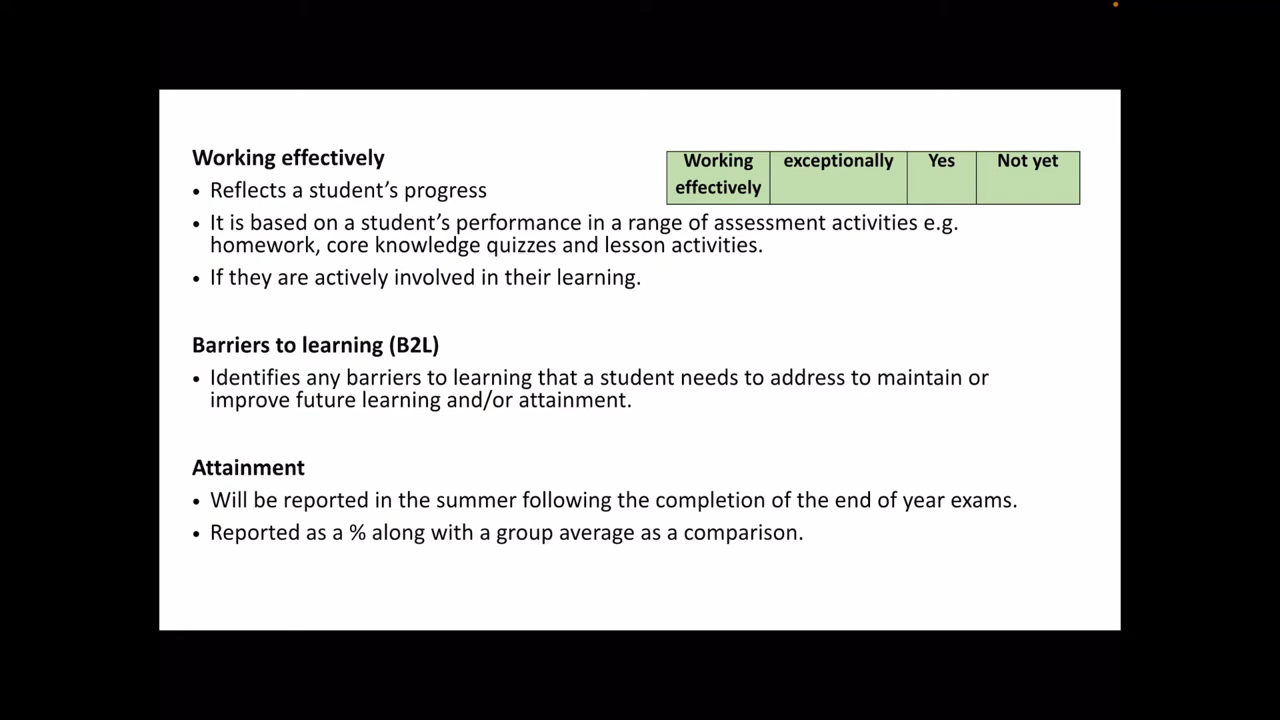 Working effectively
• Reflects a student’s progress
Working effectively | exceptionally | Yes | Not yet
• It is based on a student’s performance in a range of assessment activities e.g.
homework, core knowledge quizzes and lesson activities.
• If they are actively involved in their learning.
Barriers to learning (B2L)
• Identifies any barriers to learning that a student needs to address to maintain or
improve future learning and/or attainment.
Attainment
• Will be reported in the summer following the completion of the end of year exams.
• Reported as a % along with a group average as a comparison.